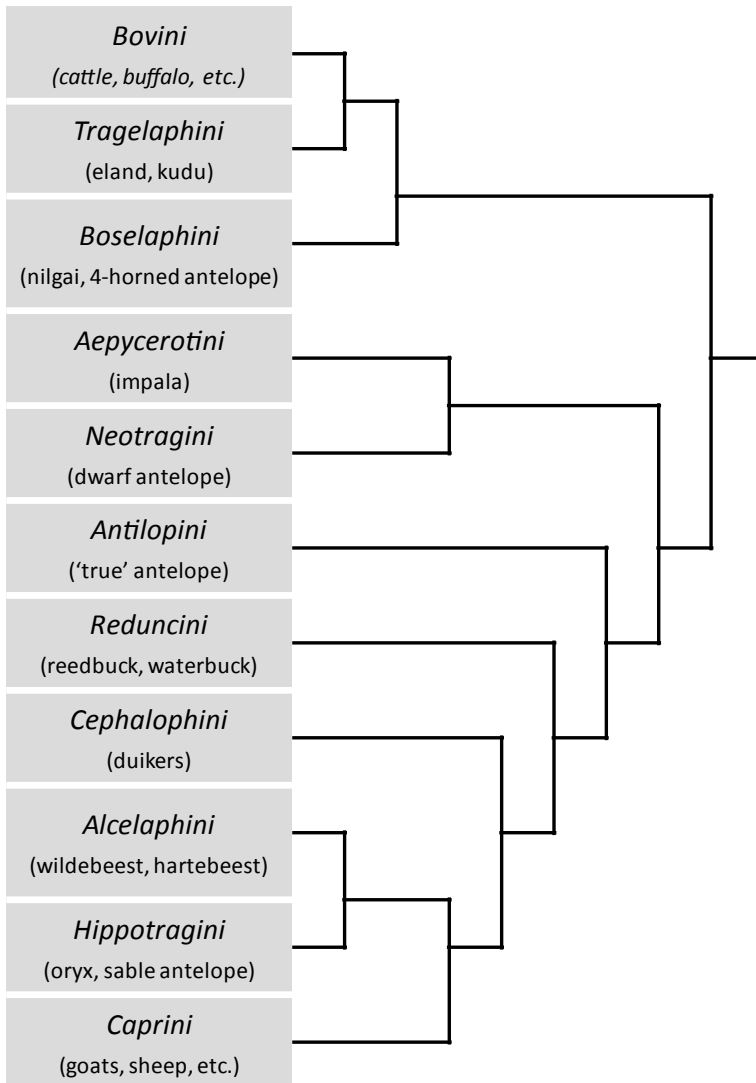 Bovini
(cattle, buffalo, etc.)
Tragelaphini
(eland, kudu)
Boselaphini
(nilgai, 4-horned antelope)
Aepycerotini
(impala)
Neotragini
(dwarf antelope)
Antilopini
(‘true’ antelope)
Reduncini
(reedbuck, waterbuck)
Cephalophini
(duikers)
Alcelaphini
(wildebeest, hartebeest)
Hippotragini
(oryx, sable antelope)
Caprini
(goats, sheep, etc.)